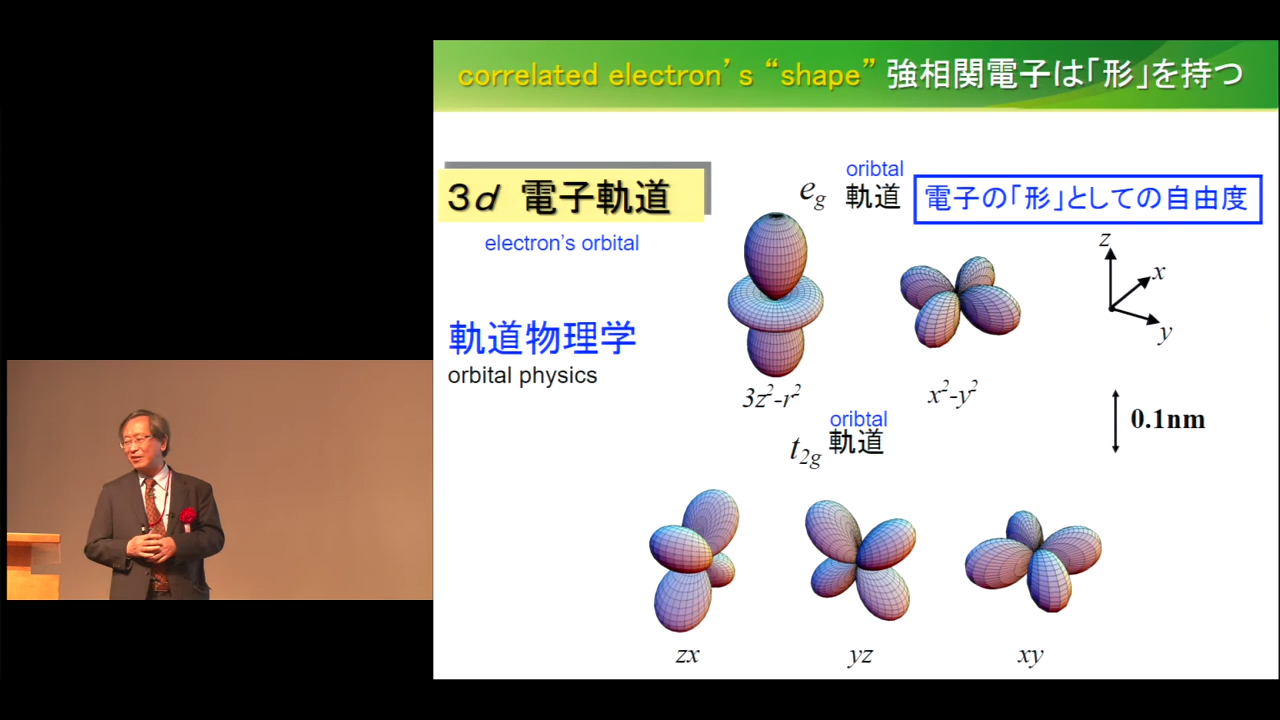 correlated electron’s “shape” 強相関電子は「形」を持つ
3d 電子軌道
electron's orbital
軌道物理学
orbital physics
oribtal
eg 軌道
電子の「形」としての自由度
z
x
y
3z²-r²
x²-y²
0.1nm
oribtal
t2g 軌道
zx
yz
xy